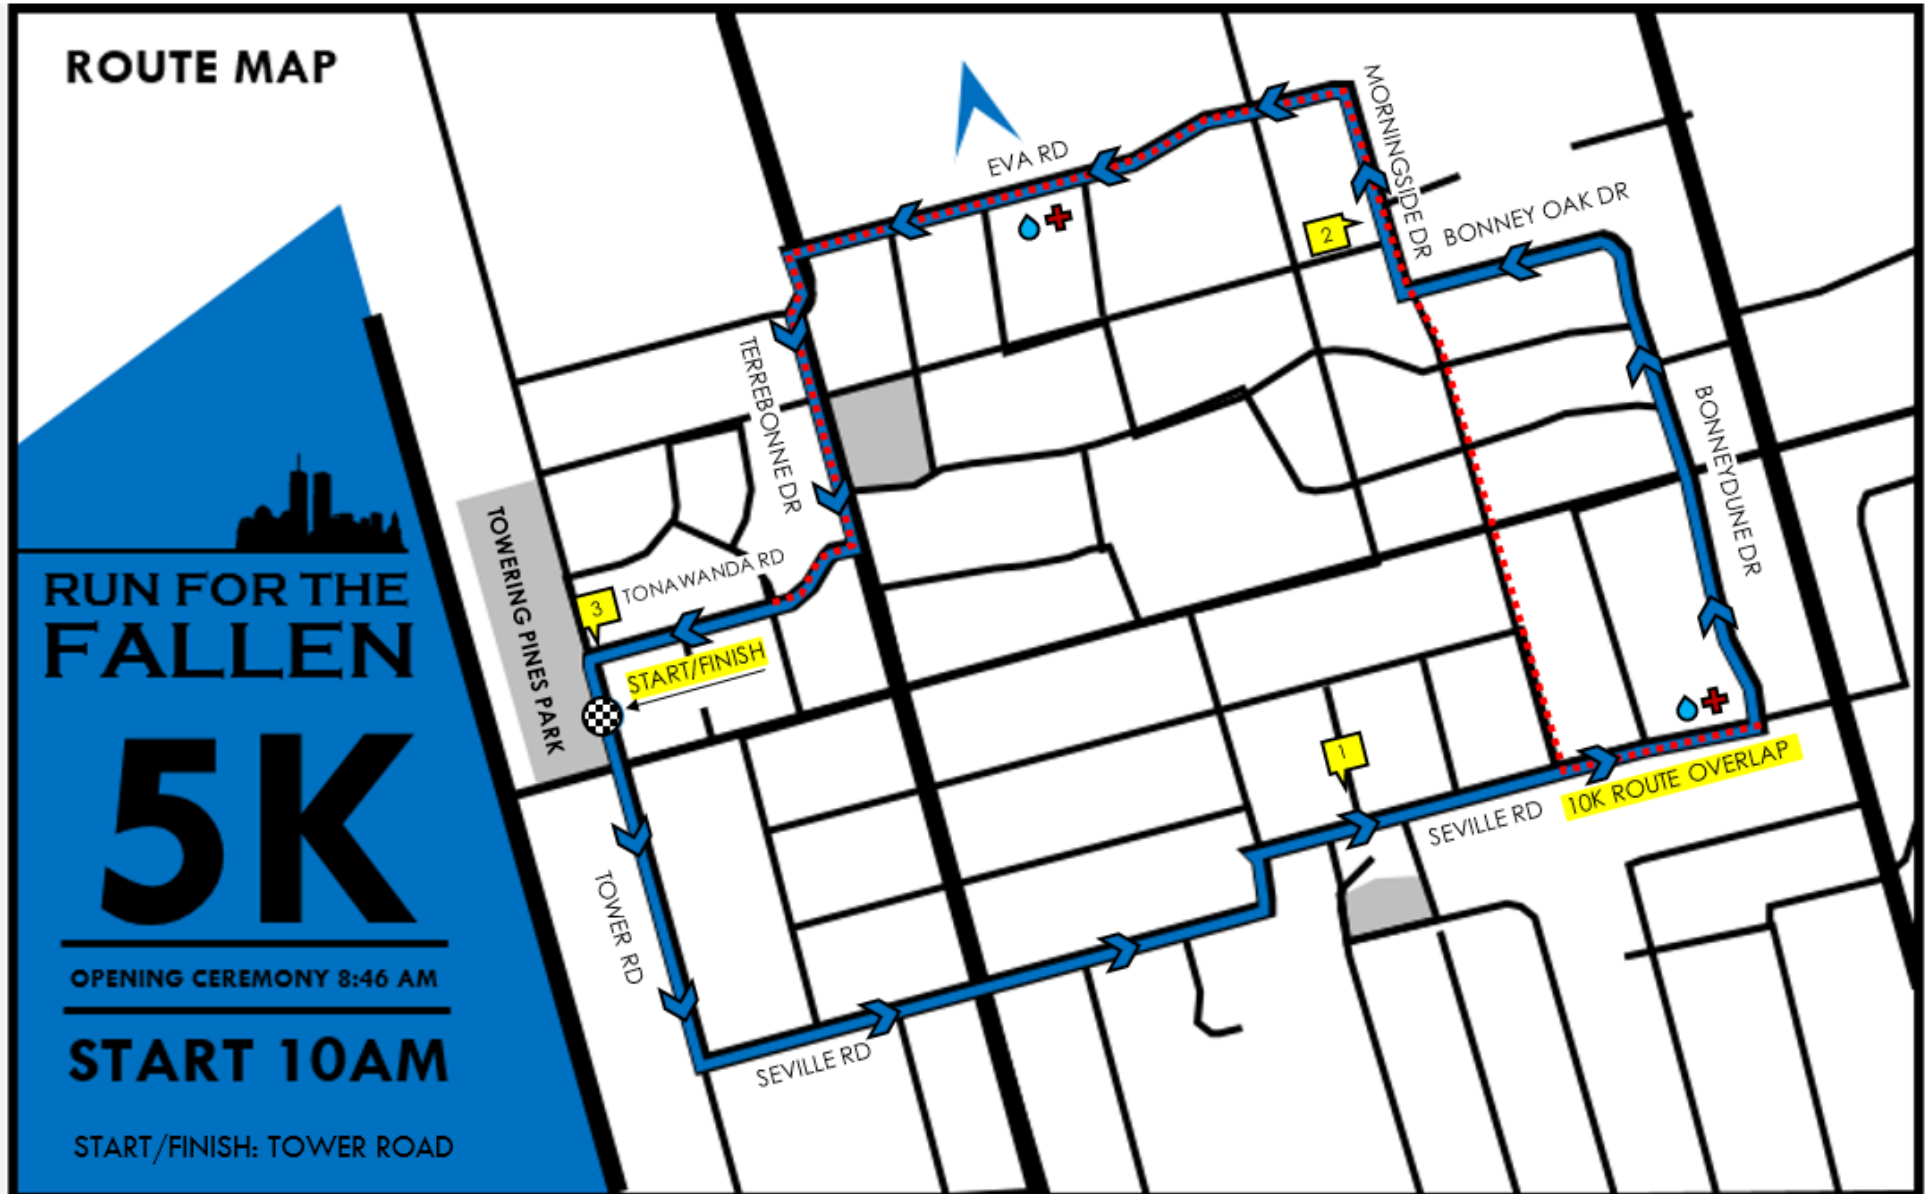 ROUTE MAP
MORNINGSIDE DR
EVA RD
BONNEY OAK DR
2
TERREBONNE DR
BONNEYDUNE DR
TOWERING PINES PARK
TONAWANDA RD
3
START/FINISH
1
10K ROUTE OVERLAP
SEVILLE RD
TOWER RD
SEVILLE RD
RUN FOR THE
FALLEN
5K
OPENING CEREMONY 8:46 AM
START 10AM
START/FINISH: TOWER ROAD